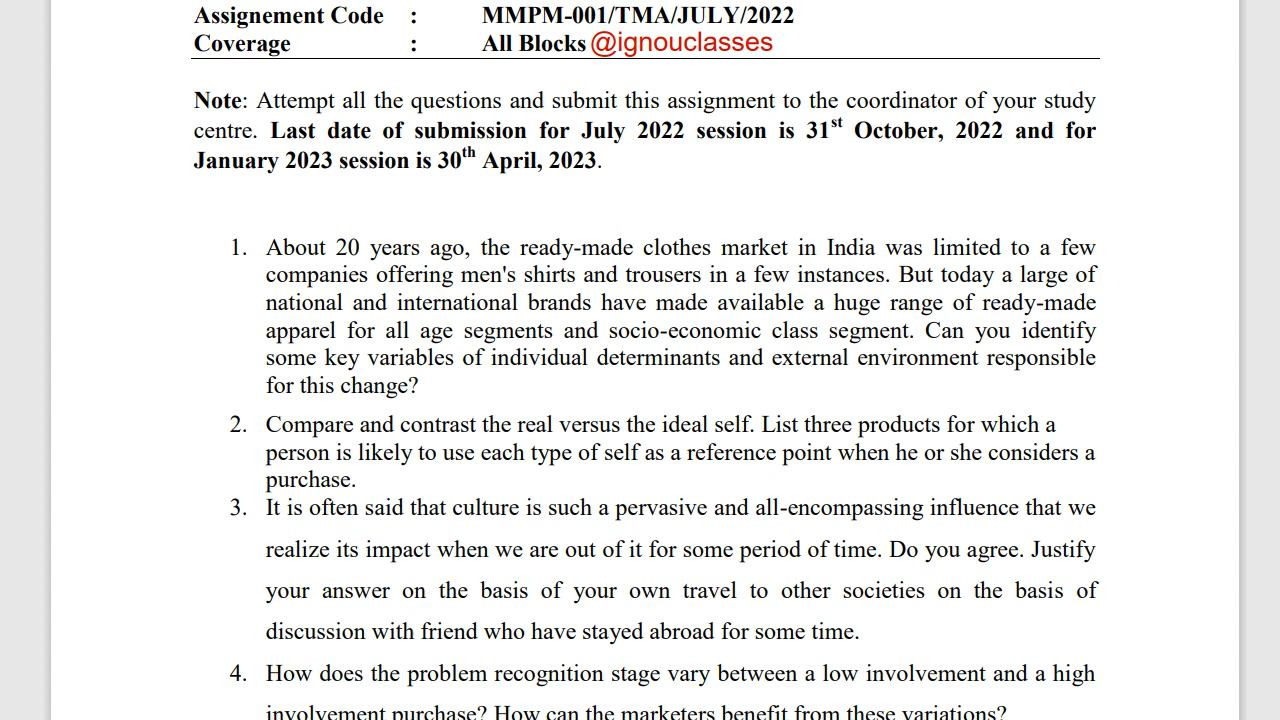 Assignement Code : MMPM-001/TMA/JULY/2022
Coverage : All Blocks @ignouclasses
Note: Attempt all the questions and submit this assignment to the coordinator of your study
centre. Last date of submission for July 2022 session is 31st October, 2022 and for
January 2023 session is 30th April, 2023.
1. About 20 years ago, the ready-made clothes market in India was limited to a few
companies offering men's shirts and trousers in a few instances. But today a large of
national and international brands have made available a huge range of ready-made
apparel for all age segments and socio-economic class segment. Can you identify
some key variables of individual determinants and external environment responsible
for this change?
2. Compare and contrast the real versus the ideal self. List three products for which a
person is likely to use each type of self as a reference point when he or she considers a
purchase.
3. It is often said that culture is such a pervasive and all-encompassing influence that we
realize its impact when we are out of it for some period of time. Do you agree. Justify
your answer on the basis of your own travel to other societies on the basis of
discussion with friend who have stayed abroad for some time.
4. How does the problem recognition stage vary between a low involvement and a high
involvement purchase? How can the marketers benefit from these variations?